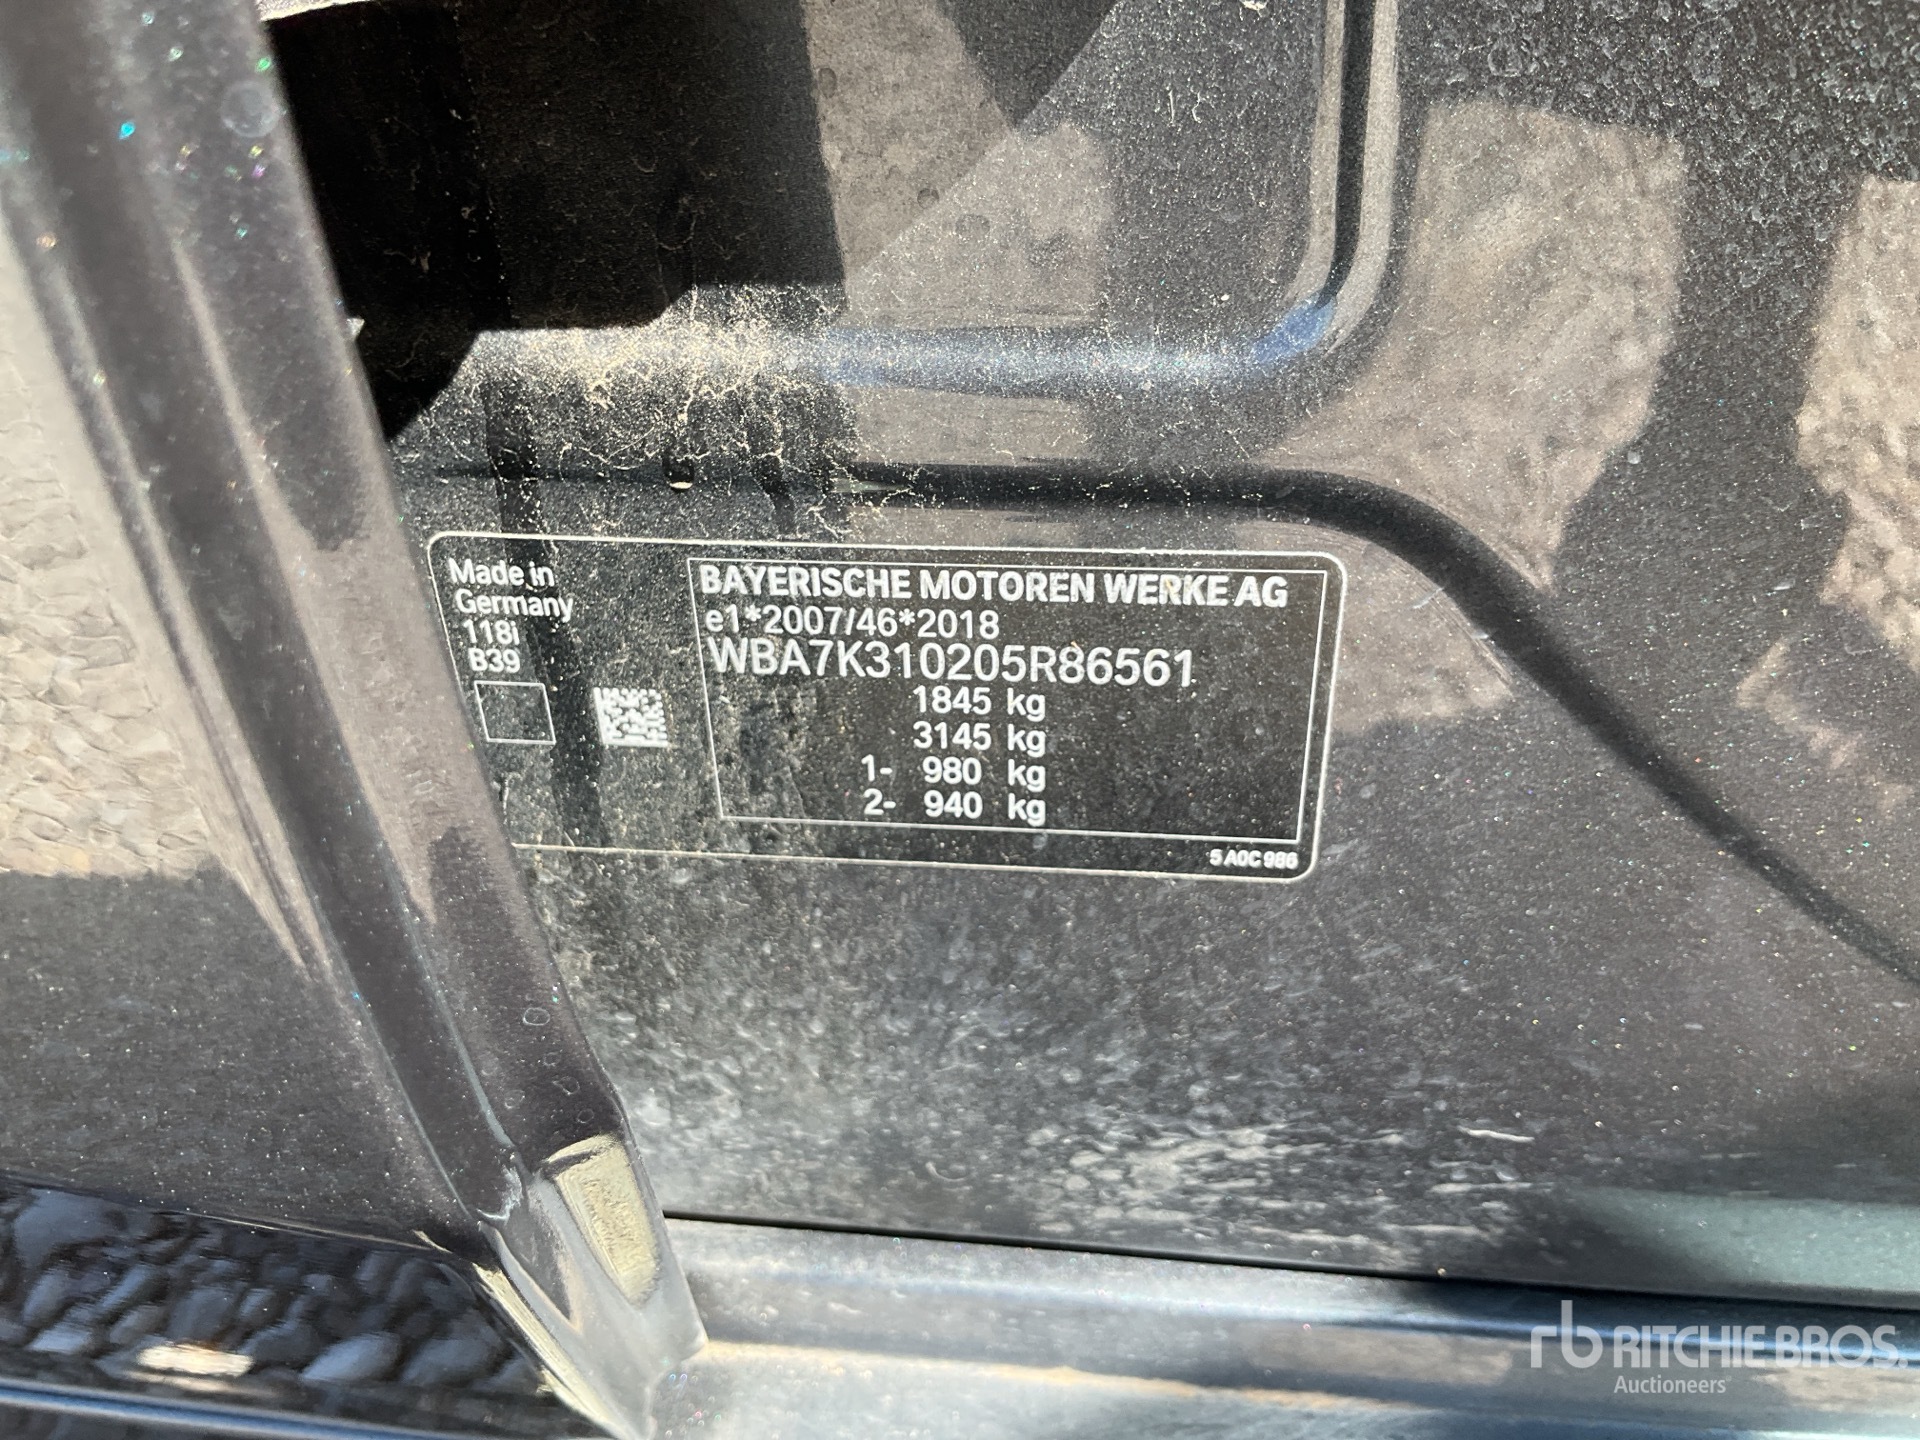 Made in
Germany
118i
B39
BAYERISCHE MOTOREN WERKE AG
e1*2007/46*2018
WBA7K310205R86561
1845 kg
3145 kg
1- 980 kg
2- 940 kg
5 A0C 986
rb RITCHIE BROS.
Auctioneers